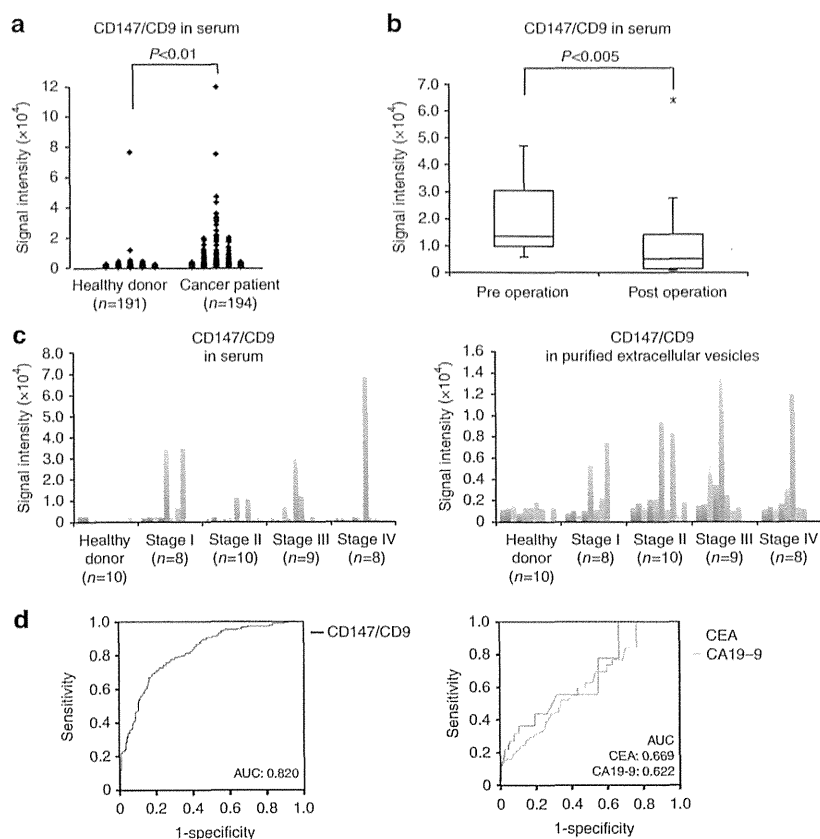 a
CD147/CD9 in serum
P<0.01
Signal intensity (×10⁴)
12
10
8
6
4
2
0
Healthy donor
(n=191)
Cancer patient
(n=194)
b
CD147/CD9 in serum
P<0.005
Signal intensity (×10⁴)
7.0
6.0
5.0
4.0
3.0
2.0
1.0
0
Pre operation
Post operation
c
CD147/CD9
in serum
Signal intensity (×10⁴)
8.0
7.0
6.0
5.0
4.0
3.0
2.0
1.0
0
Healthy
donor
(n=10)
Stage I
(n=8)
Stage II
(n=10)
Stage III
(n=9)
Stage IV
(n=8)
CD147/CD9
in purified extracellular vesicles
Signal intensity (×10⁴)
1.6
1.4
1.2
1.0
0.8
0.6
0.4
0.2
0
Healthy
donor
(n=10)
Stage I
(n=8)
Stage II
(n=10)
Stage III
(n=9)
Stage IV
(n=8)
d
CD147/CD9
Sensitivity
1.0
0.8
0.6
0.4
0.2
0
AUC: 0.820
0 0.2 0.4 0.6 0.8 1.0
1-specificity
CEA
CA19-9
Sensitivity
1.0
0.8
0.6
0.4
0.2
0
AUC
CEA: 0.669
CA19-9: 0.622
0 0.2 0.4 0.6 0.8 1.0
1-specificity